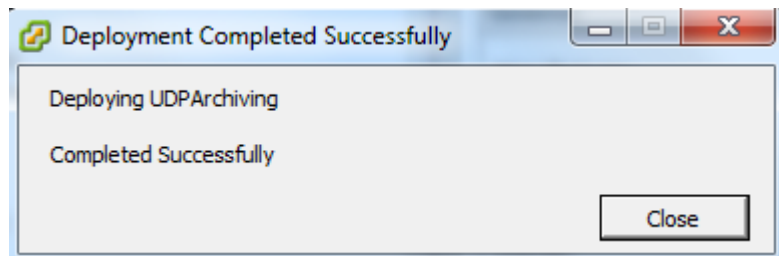 Deployment Completed Successfully
Deploying UDPArchiving
Completed Successfully
Close